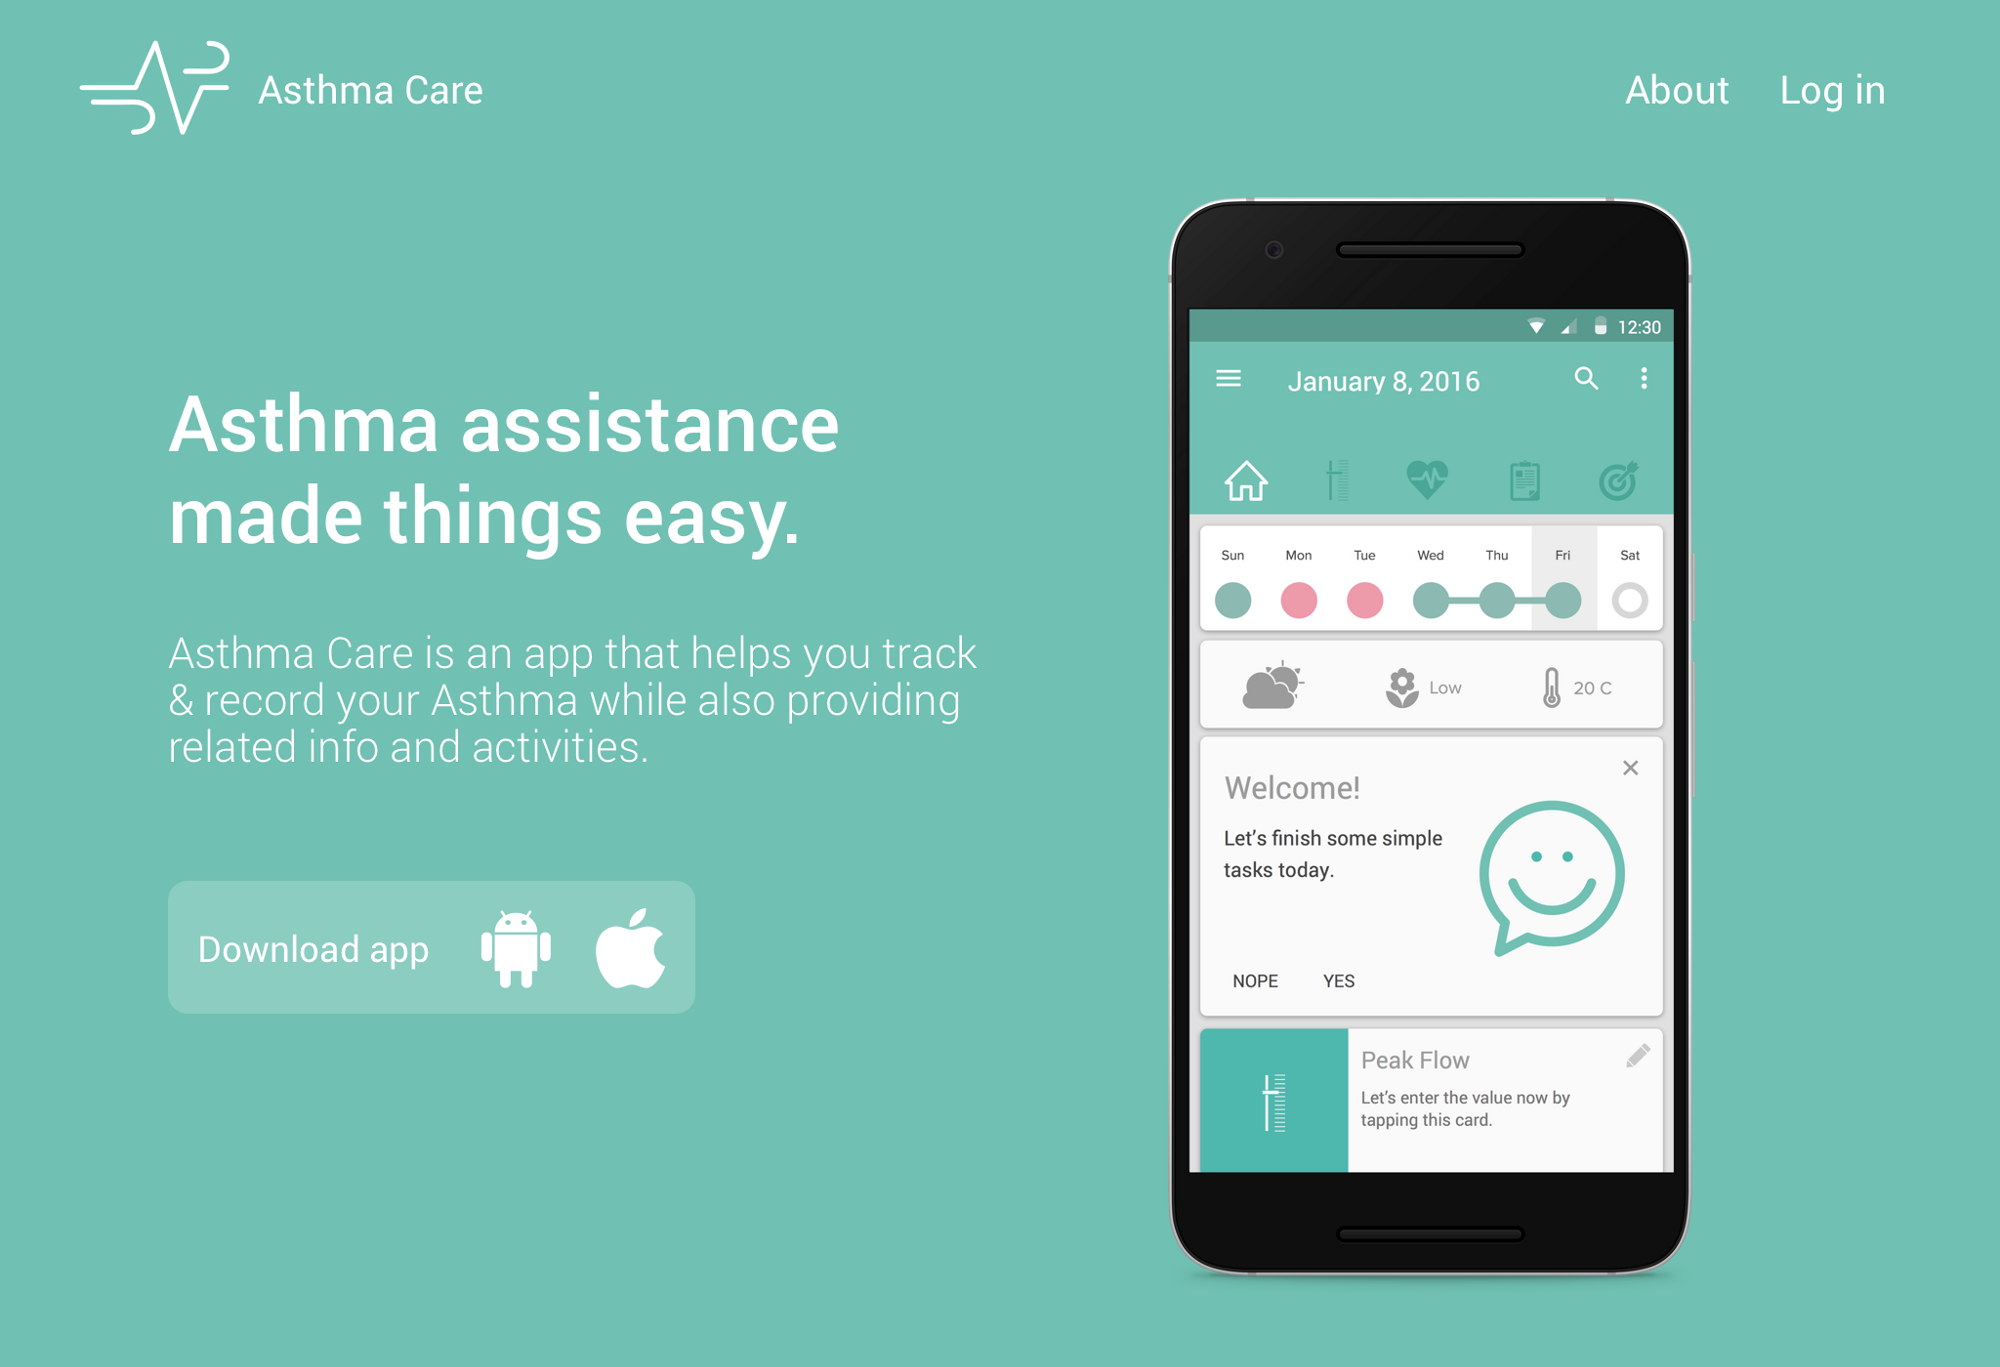 Asthma Care
About
Log in
Asthma assistance
made things easy.
Asthma Care is an app that helps you track
& record your Asthma while also providing
related info and activities.
Download app
12:30
January 8, 2016
Sun Mon Tue Wed Thu Fri Sat
Low
20 C
Welcome!
Let's finish some simple
tasks today.
NOPE YES
Peak Flow
Let's enter the value now by
tapping this card.